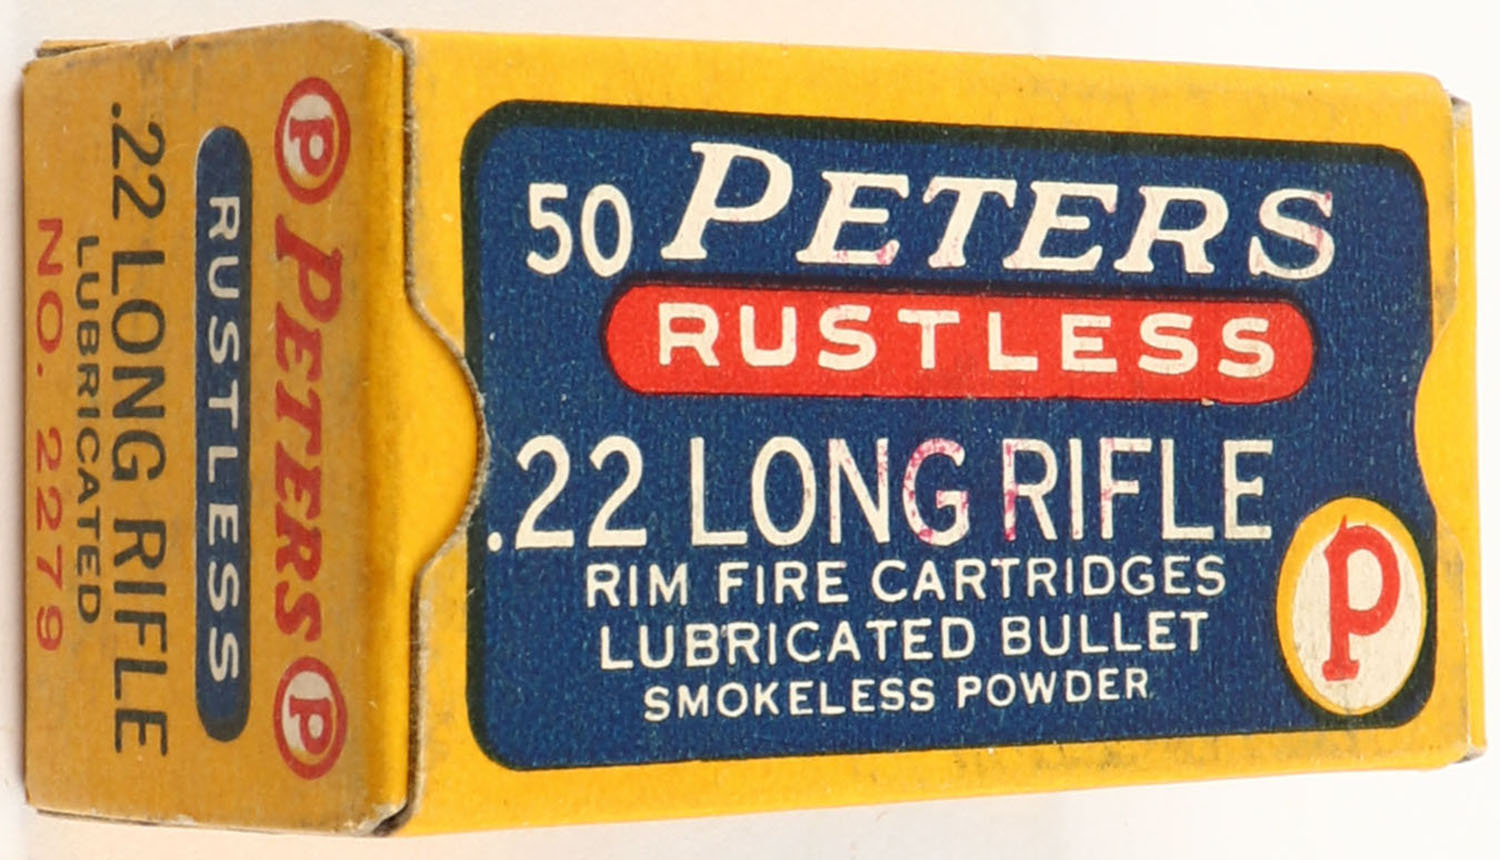 50 PETERS
RUSTLESS
.22 LONG RIFLE
RIM FIRE CARTRIDGES
LUBRICATED BULLET
SMOKELESS POWDER
P
P PETERS P
RUSTLESS
.22 LONG RIFLE
LUBRICATED
NO. 2279